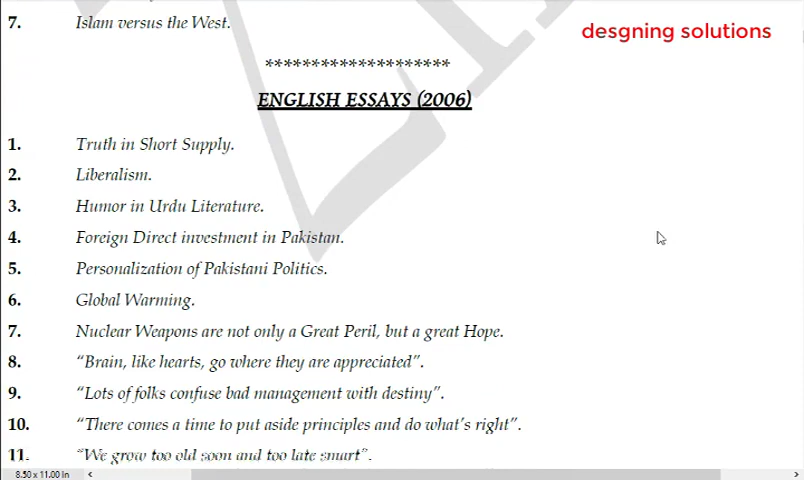 7. Islam versus the West.
desgning solutions
********************
ENGLISH ESSAYS (2006)
1. Truth in Short Supply.
2. Liberalism.
3. Humor in Urdu Literature.
4. Foreign Direct investment in Pakistan.
5. Personalization of Pakistani Politics.
6. Global Warming.
7. Nuclear Weapons are not only a Great Peril, but a great Hope.
8. “Brain, like hearts, go where they are appreciated”.
9. “Lots of folks confuse bad management with destiny”.
10. “There comes a time to put aside principles and do what's right”.
11. “We grow too old soon and too late smart”.
8.50 x 11.00 in